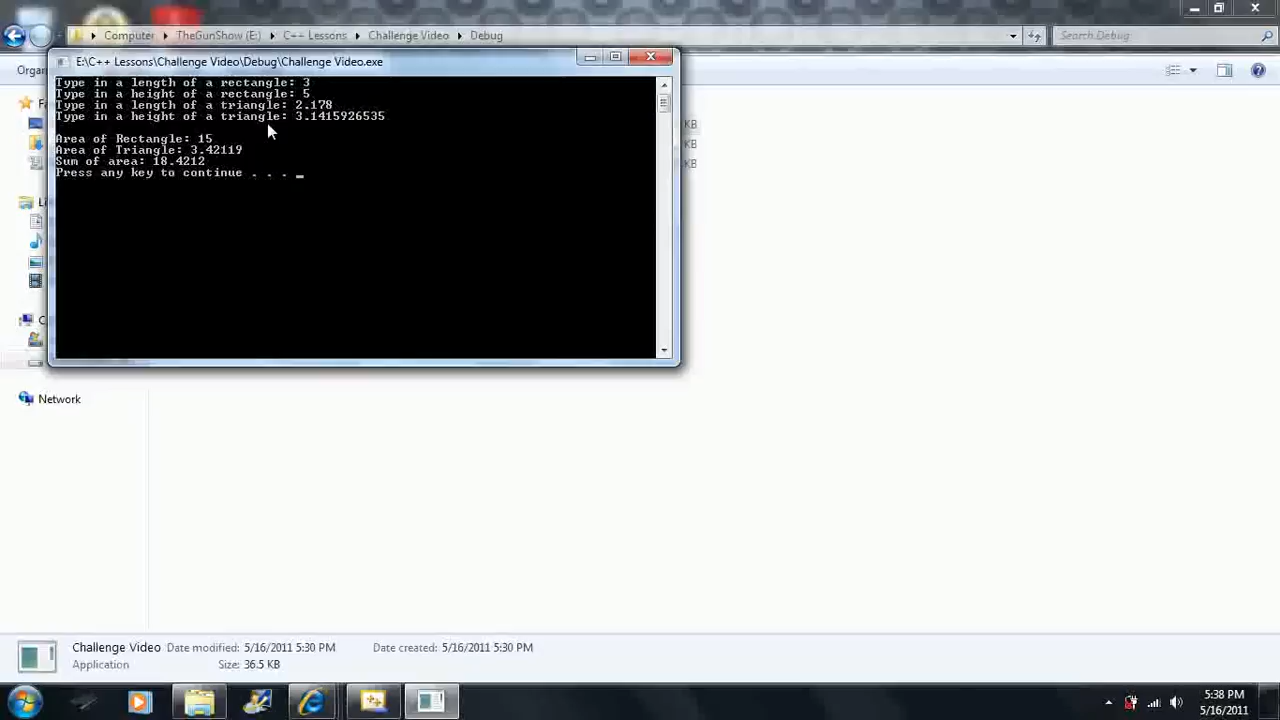 Computer TheGunShow (E:) C++ Lessons Challenge Video Debug Search Debug
E:\C++ Lessons\Challenge Video\Debug\Challenge Video.exe
Organ
Type in a length of a rectangle: 3
Type in a height of a rectangle: 5
Type in a length of a triangle: 2.178
Type in a height of a triangle: 3.1415926535
Area of Rectangle: 15
Area of Triangle: 3.42119
Sum of area: 18.4212
Press any key to continue . . . _
KB
KB
KB
Network
Challenge Video Date modified: 5/16/2011 5:30 PM Date created: 5/16/2011 5:30 PM
Application Size: 36.5 KB
5:38 PM
5/16/2011